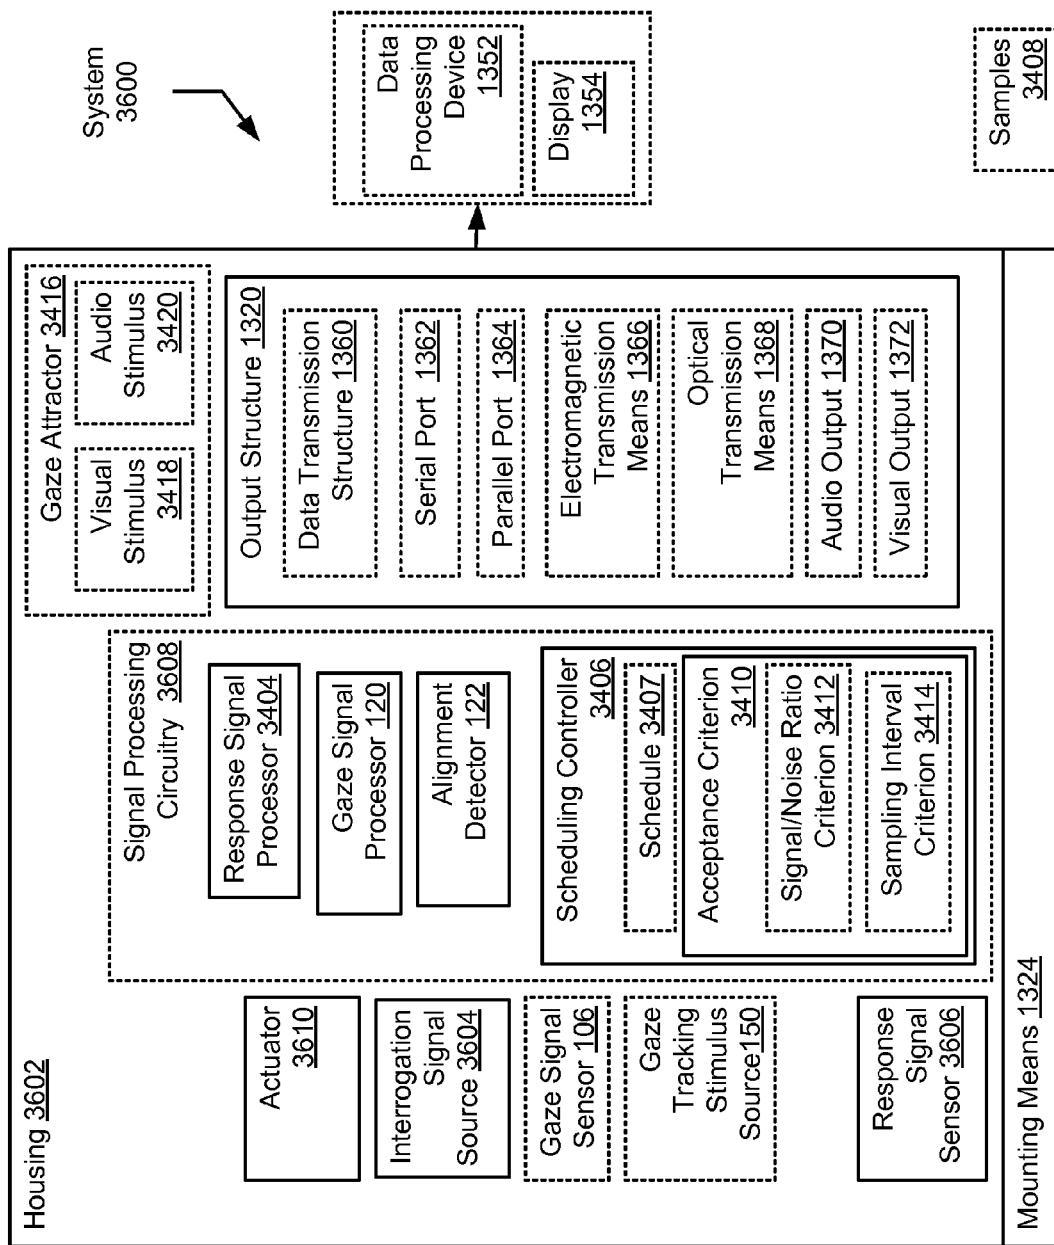 System
3600
Data
Processing
Device
1352
Display
1354
Samples
3408
Housing 3602
Gaze Attractor 3416
Visual
Stimulus
3418
Audio
Stimulus
3420
Signal Processing
Circuitry 3608
Response Signal
Processor 3404
Gaze Signal
Processor 120
Alignment
Detector 122
Scheduling Controller
3406
Schedule 3407
Acceptance Criterion
3410
Signal/Noise Ratio
Criterion 3412
Sampling Interval
Criterion 3414
Output Structure 1320
Data Transmission
Structure 1360
Serial Port 1362
Parallel Port 1364
Electromagnetic
Transmission
Means 1366
Optical
Transmission
Means 1368
Audio Output 1370
Visual Output 1372
Actuator
3610
Interrogation Signal
Source 3604
Gaze Signal
Sensor 106
Gaze
Tracking
Stimulus
Source150
Response
Signal
Sensor 3606
Mounting Means 1324